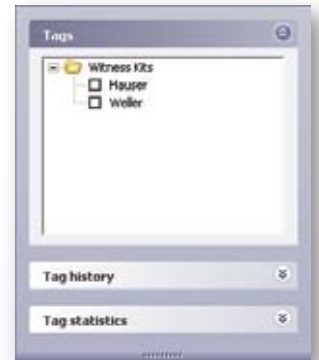 Tags
Witness Kits
Hauser
Weller
Tag history
Tag statistics